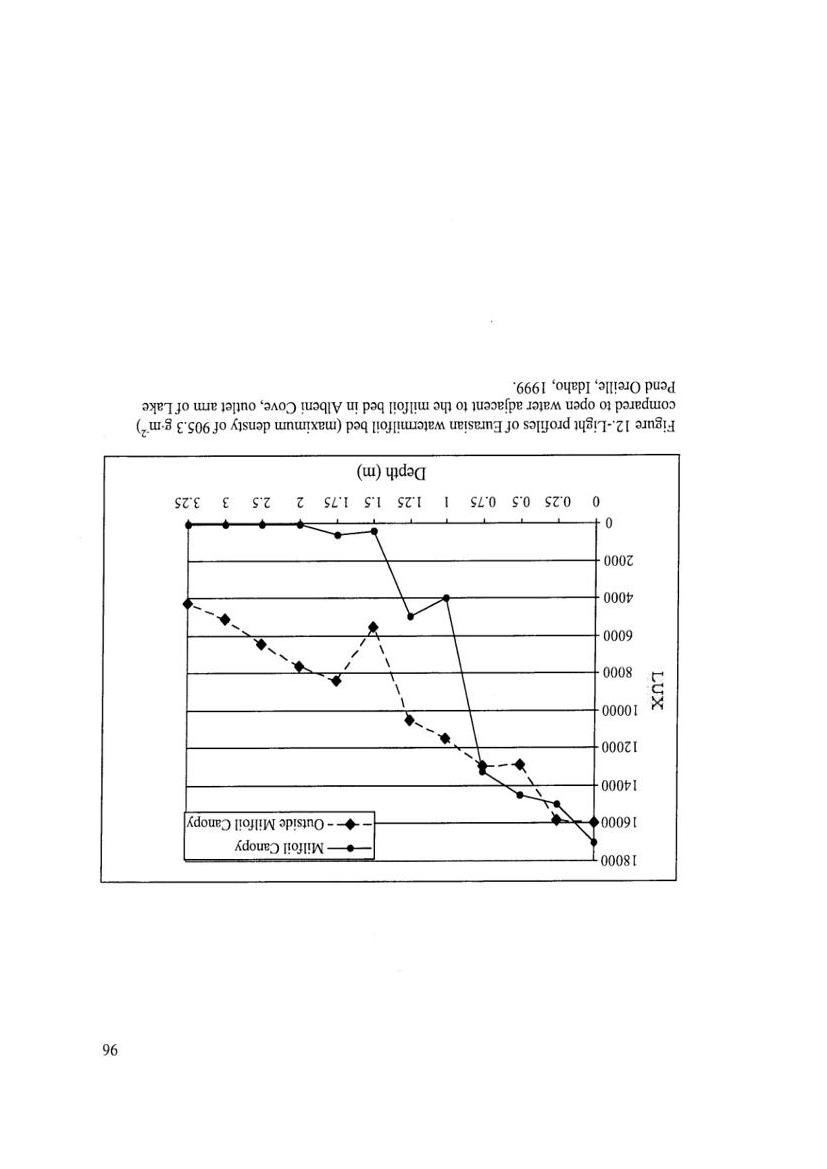 18000
16000
14000
12000
10000
8000
6000
4000
2000
0
LUX
Milfoil Canopy
Outside Milfoil Canopy
0 0.25 0.5 0.75 1 1.25 1.5 1.75 2 2.5 3 3.25
Depth (m)
Figure 12.-Light profiles of Eurasian watermilfoil bed (maximum densty of 905.3 g·m⁻²)
compared to open water adjacent to the milfoil bed in Albeni Cove, outlet arm of Lake
Pend Oreille, Idaho, 1999.
96